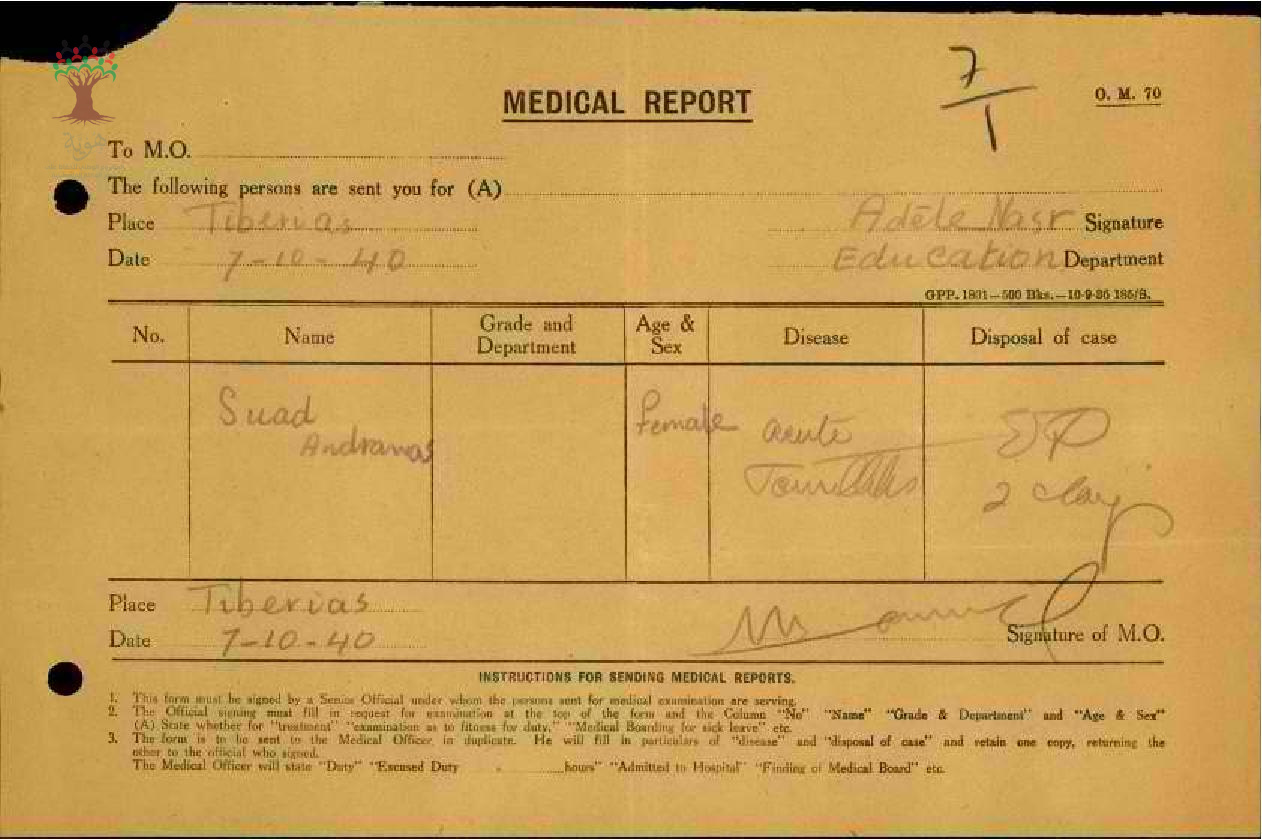 7
1
O. M. 70
MEDICAL REPORT
To M.O.
The following persons are sent you for (A)
Place Tiberias Adèle Nasr Signature
Date 7-10-40 Education Department
GPP. 1891—500 Bks.—10-9-36 185/S.
No. Name Grade and Department Age & Sex Disease Disposal of case
Suad Female acute
Andrawas Tonsillitis 2 days
Place Tiberias
Date 7-10-40 Signature of M.O.
INSTRUCTIONS FOR SENDING MEDICAL REPORTS.
1. This form must be signed by a Senior Official under whom the persons sent for medical examination are serving.
2. The Official signing must fill in request for examination at the top of the form and the Column "No" "Name" "Grade & Department" and "Age & Sex"
(A) State whether for "treatment" "examination as to fitness for duty," "Medical Boarding for sick leave" etc.
3. The form is to be sent to the Medical Officer in duplicate. He will fill in particulars of "disease" and "disposal of case" and retain one copy, returning the
other to the official who signed.
The Medical Officer will state "Duty" "Excused Duty ........hours" "Admitted to Hospital" "Finding of Medical Board" etc.